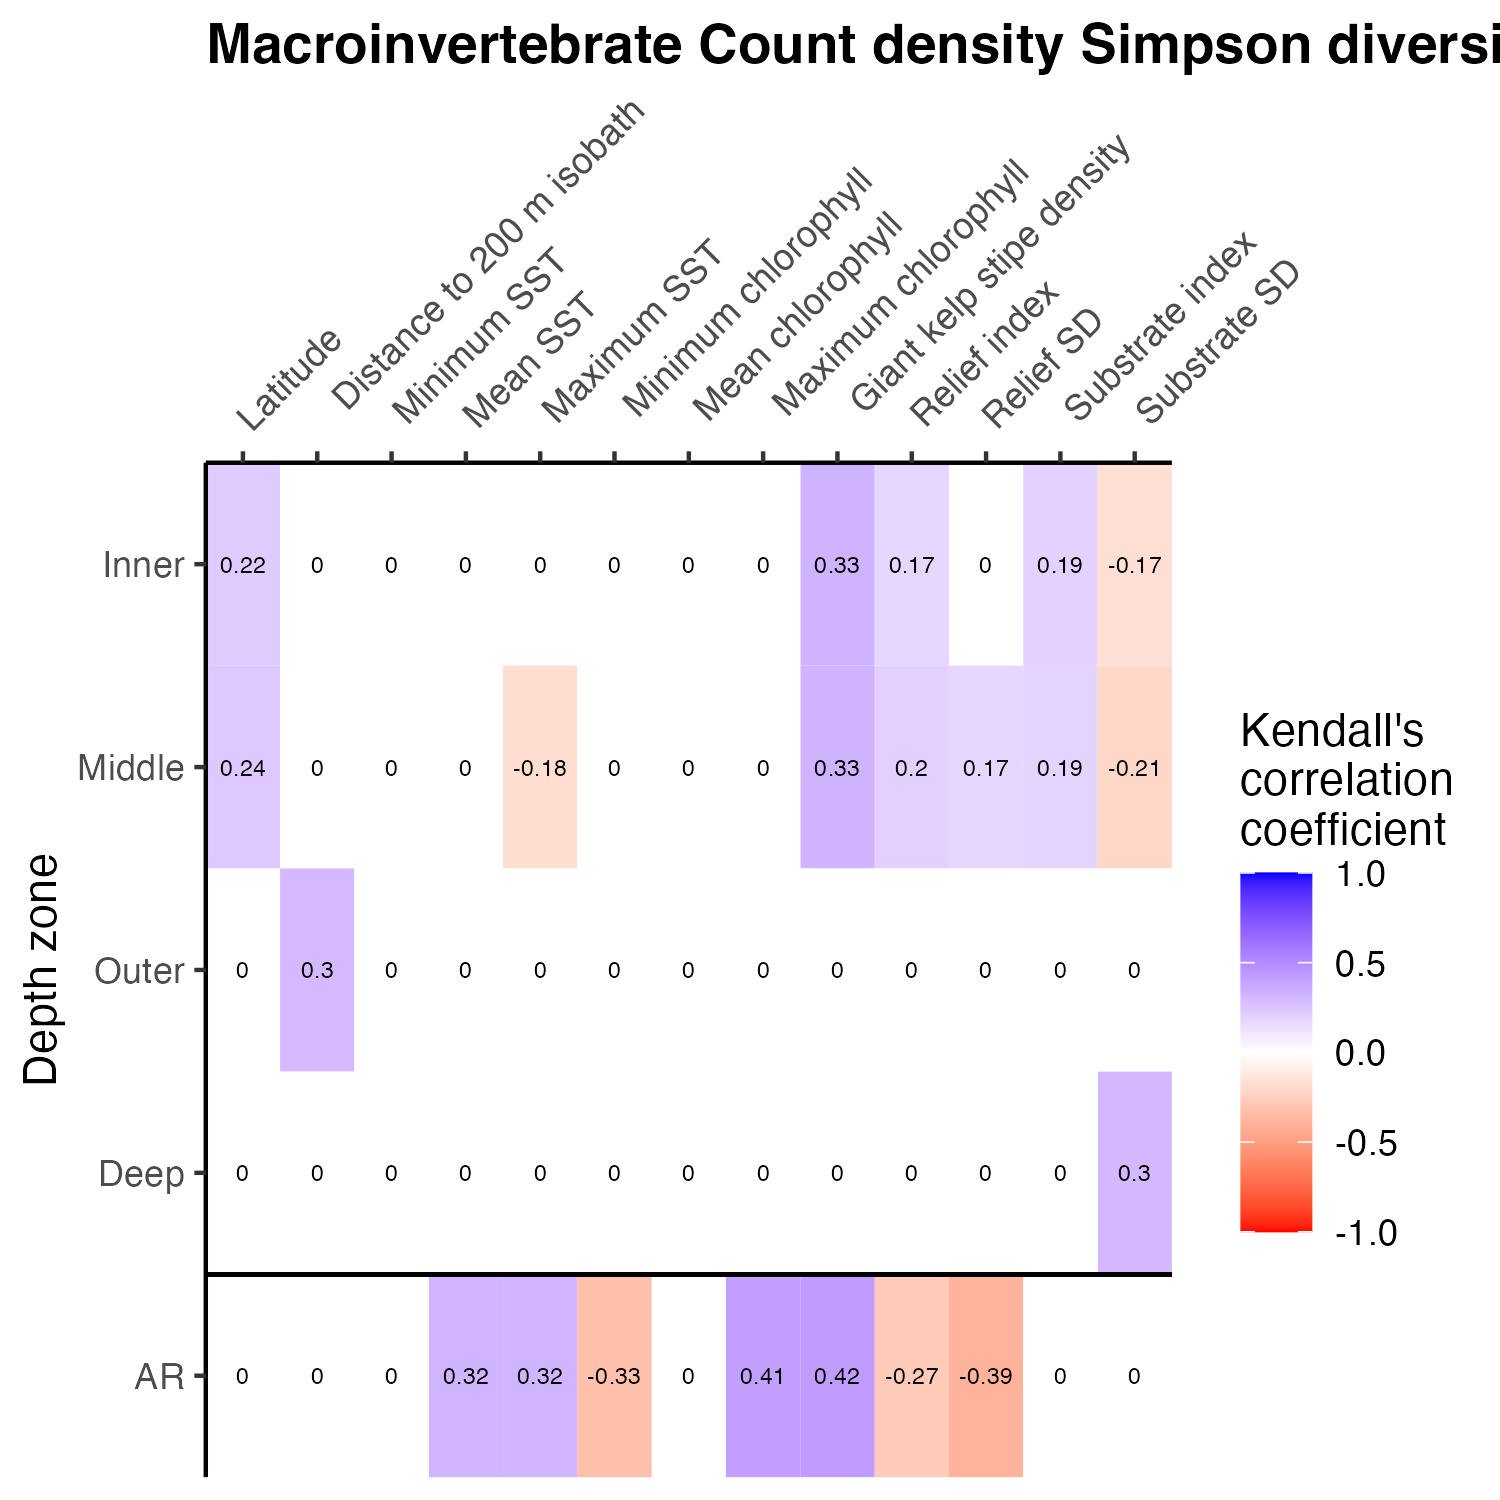 Macroinvertebrate Count density Simpson diversi
Latitude
Distance to 200 m isobath
Minimum SST
Mean SST
Maximum SST
Minimum chlorophyll
Mean chlorophyll
Maximum chlorophyll
Giant kelp stipe density
Relief index
Relief SD
Substrate index
Substrate SD
Inner 0.22 0 0 0 0 0 0 0 0.33 0.17 0 0.19 -0.17
Middle 0.24 0 0 0 -0.18 0 0 0 0.33 0.2 0.17 0.19 -0.21
Outer 0 0.3 0 0 0 0 0 0 0 0 0 0 0
Deep 0 0 0 0 0 0 0 0 0 0 0 0 0.3
AR 0 0 0 0.32 0.32 -0.33 0 0.41 0.42 -0.27 -0.39 0 0
Depth zone
Kendall's
correlation
coefficient
1.0
0.5
0.0
-0.5
-1.0